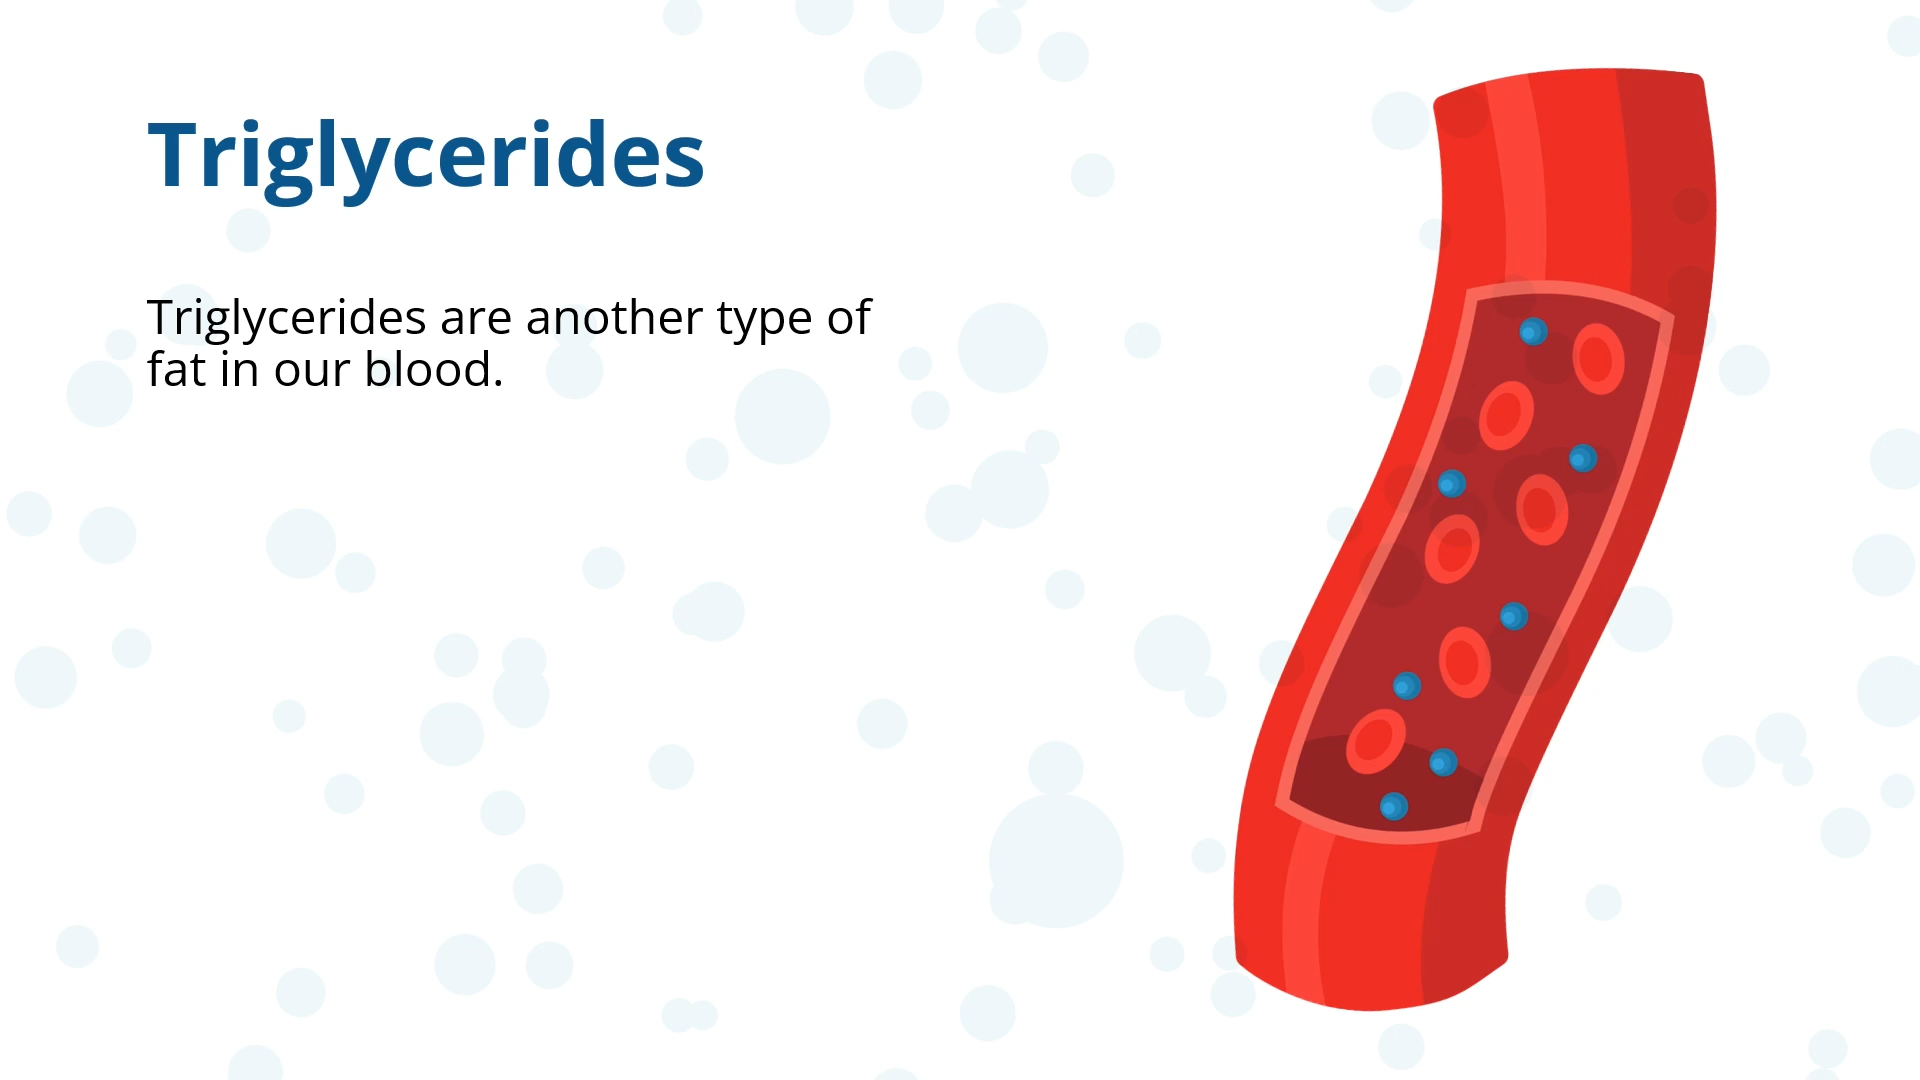 Triglycerides
Triglycerides are another type of
fat in our blood.